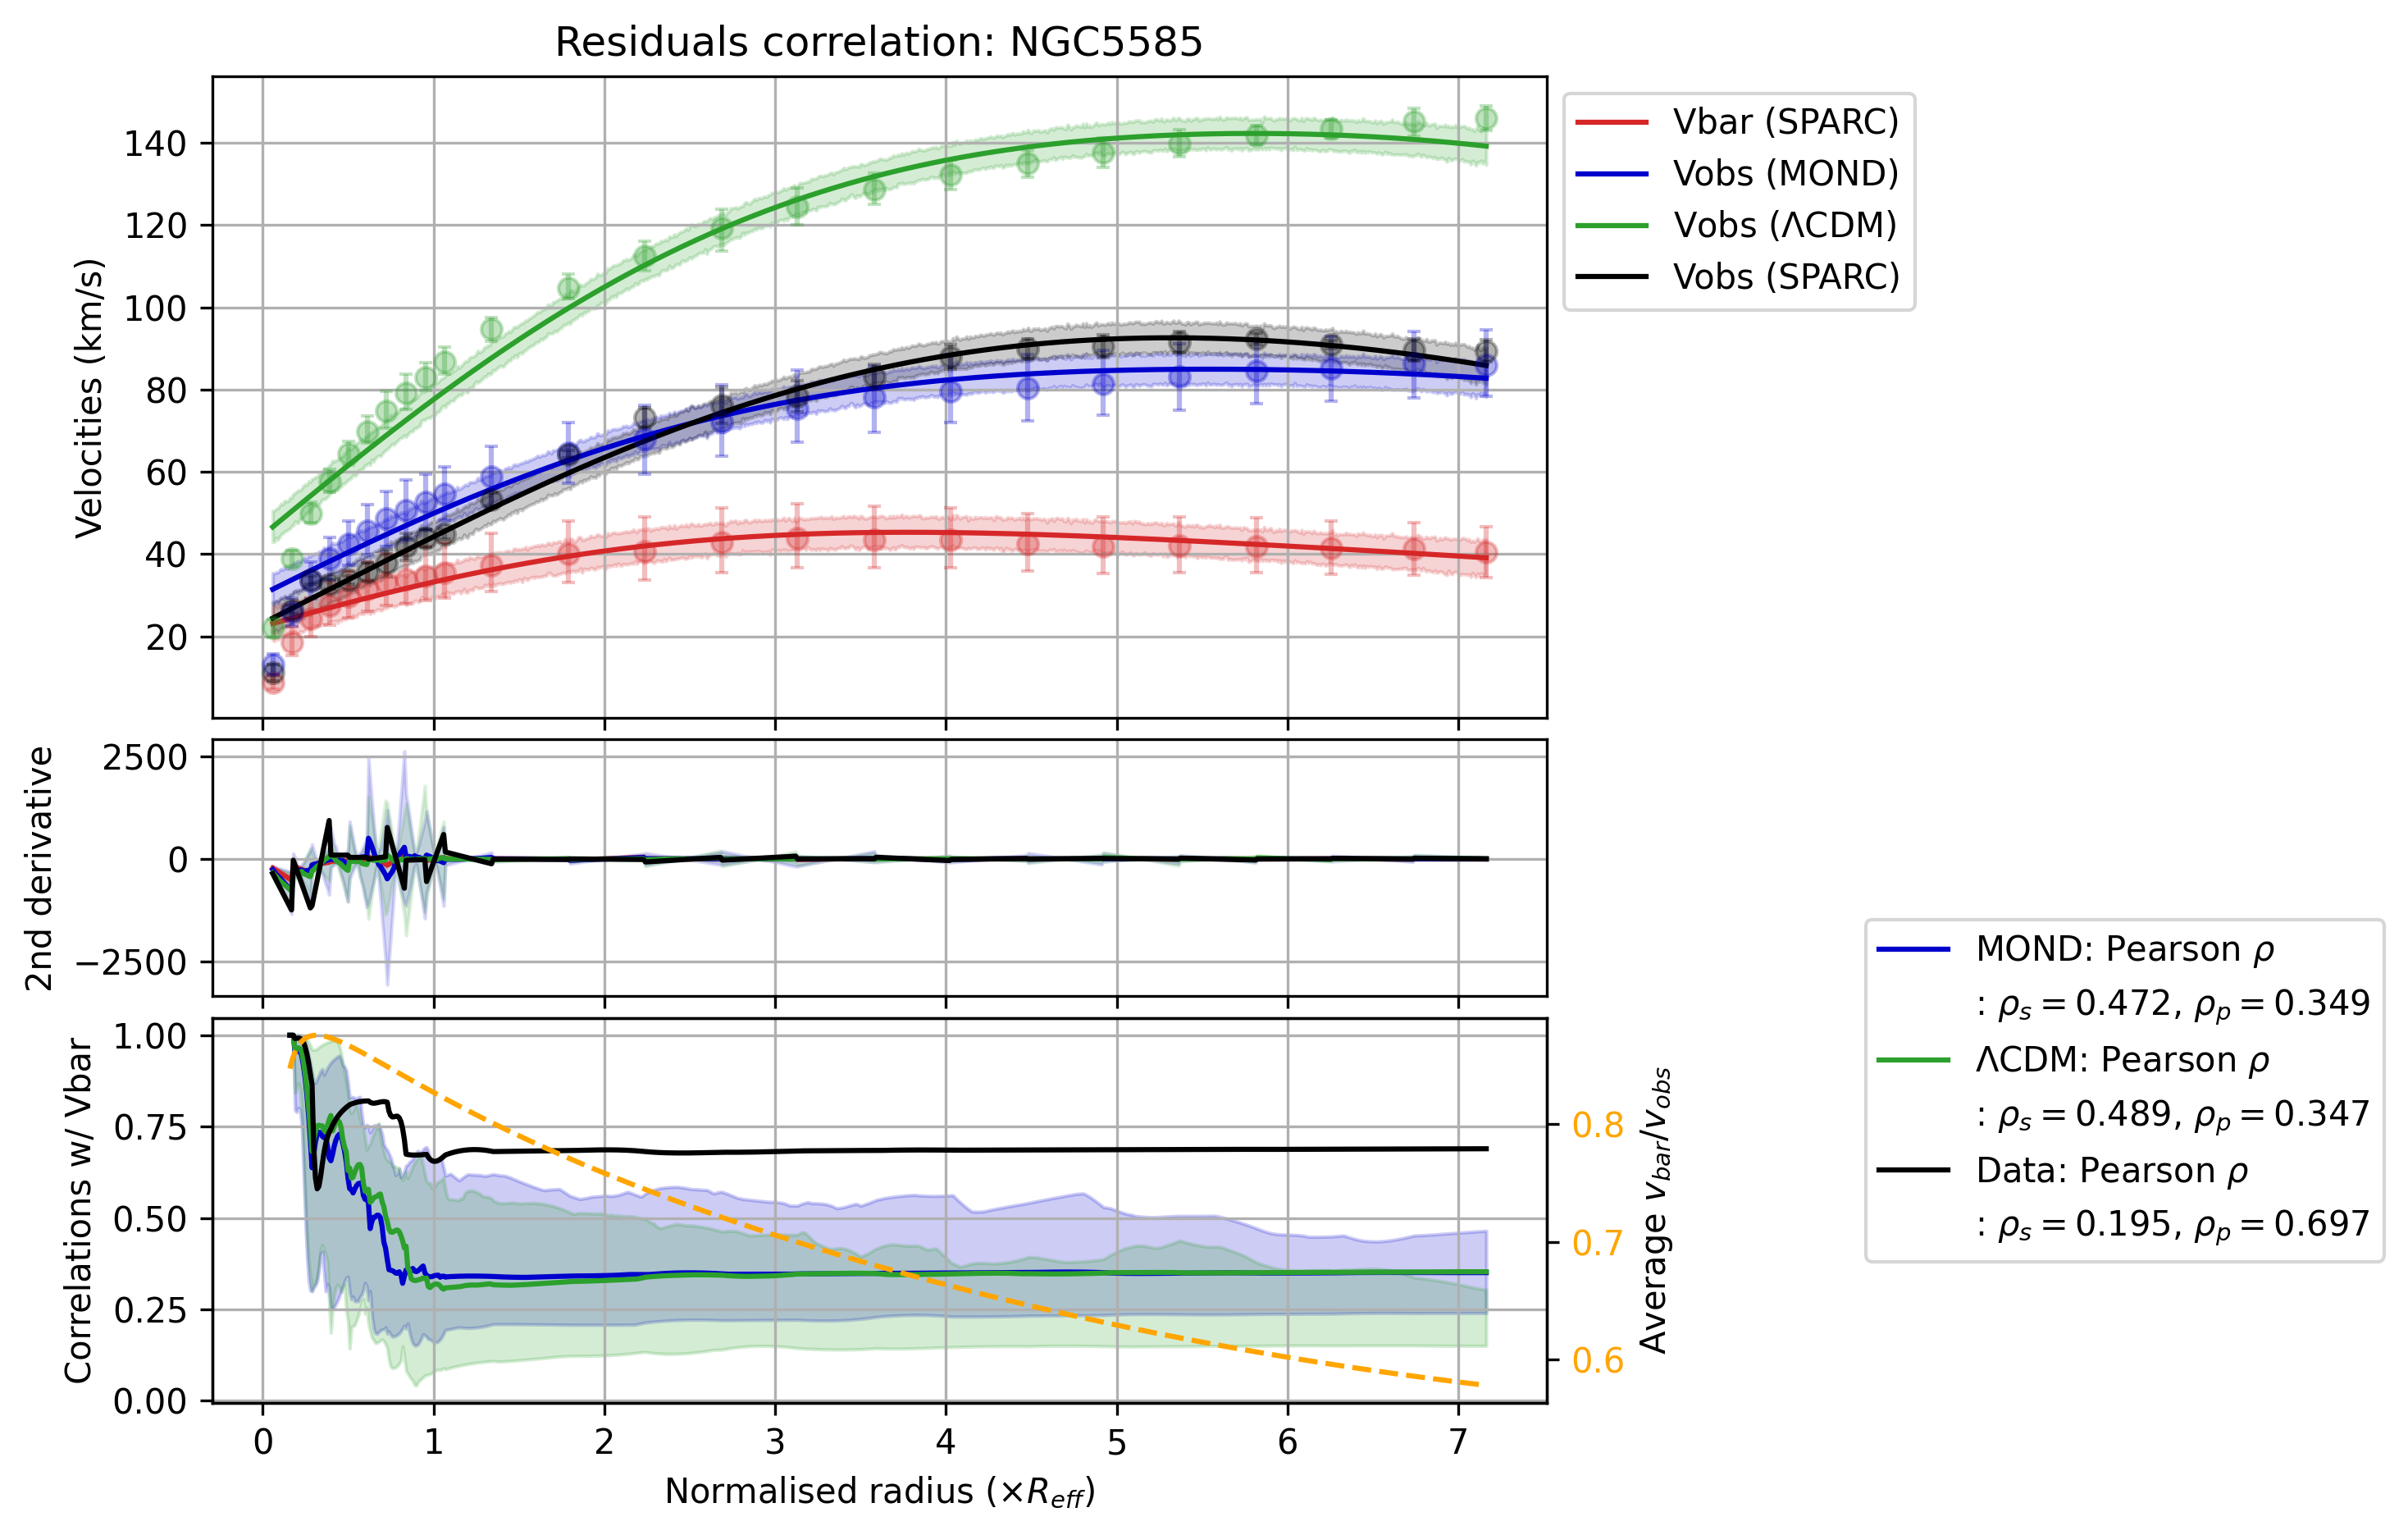 Residuals correlation: NGC5585
Velocities (km/s)
140
120
100
80
60
40
20
Vbar (SPARC)
Vobs (MOND)
Vobs (ΛCDM)
Vobs (SPARC)
2nd derivative
2500
0
−2500
Correlations w/ Vbar
1.00
0.75
0.50
0.25
0.00
0.8
0.7
0.6
Average v_bar/v_obs
MOND: Pearson ρ
: ρ_s = 0.472, ρ_p = 0.349
ΛCDM: Pearson ρ
: ρ_s = 0.489, ρ_p = 0.347
Data: Pearson ρ
: ρ_s = 0.195, ρ_p = 0.697
0 1 2 3 4 5 6 7
Normalised radius (×R_eff)